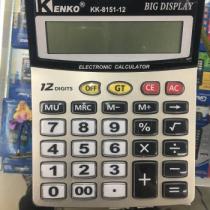 KENKO
KK-8151-12
BIG DISPLAY
ELECTRONIC CALCULATOR
12 DIGITS OFF GT CE AC
MU MRC M- M+ →
7 8 9 % √
4 5 6 × ÷
1 2 3 + −
0 00 · =